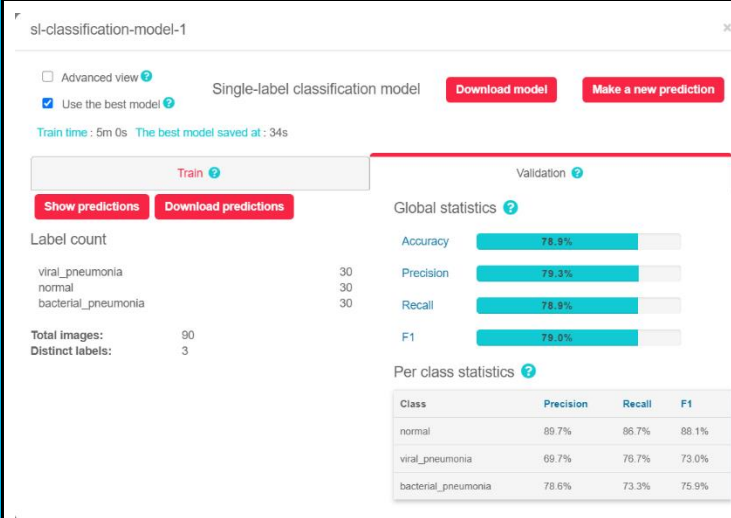 sl-classification-model-1
Advanced view
Use the best model
Single-label classification model
Download model
Make a new prediction
Train time : 5m 0s The best model saved at : 34s
Train
Validation
Show predictions
Download predictions
Label count
viral_pneumonia 30
normal 30
bacterial_pneumonia 30
Total images: 90
Distinct labels: 3
Global statistics
Accuracy 78.9%
Precision 79.3%
Recall 78.9%
F1 79.0%
Per class statistics
Class Precision Recall F1
normal 89.7% 86.7% 88.1%
viral_pneumonia 69.7% 76.7% 73.0%
bacterial_pneumonia 78.6% 73.3% 75.9%